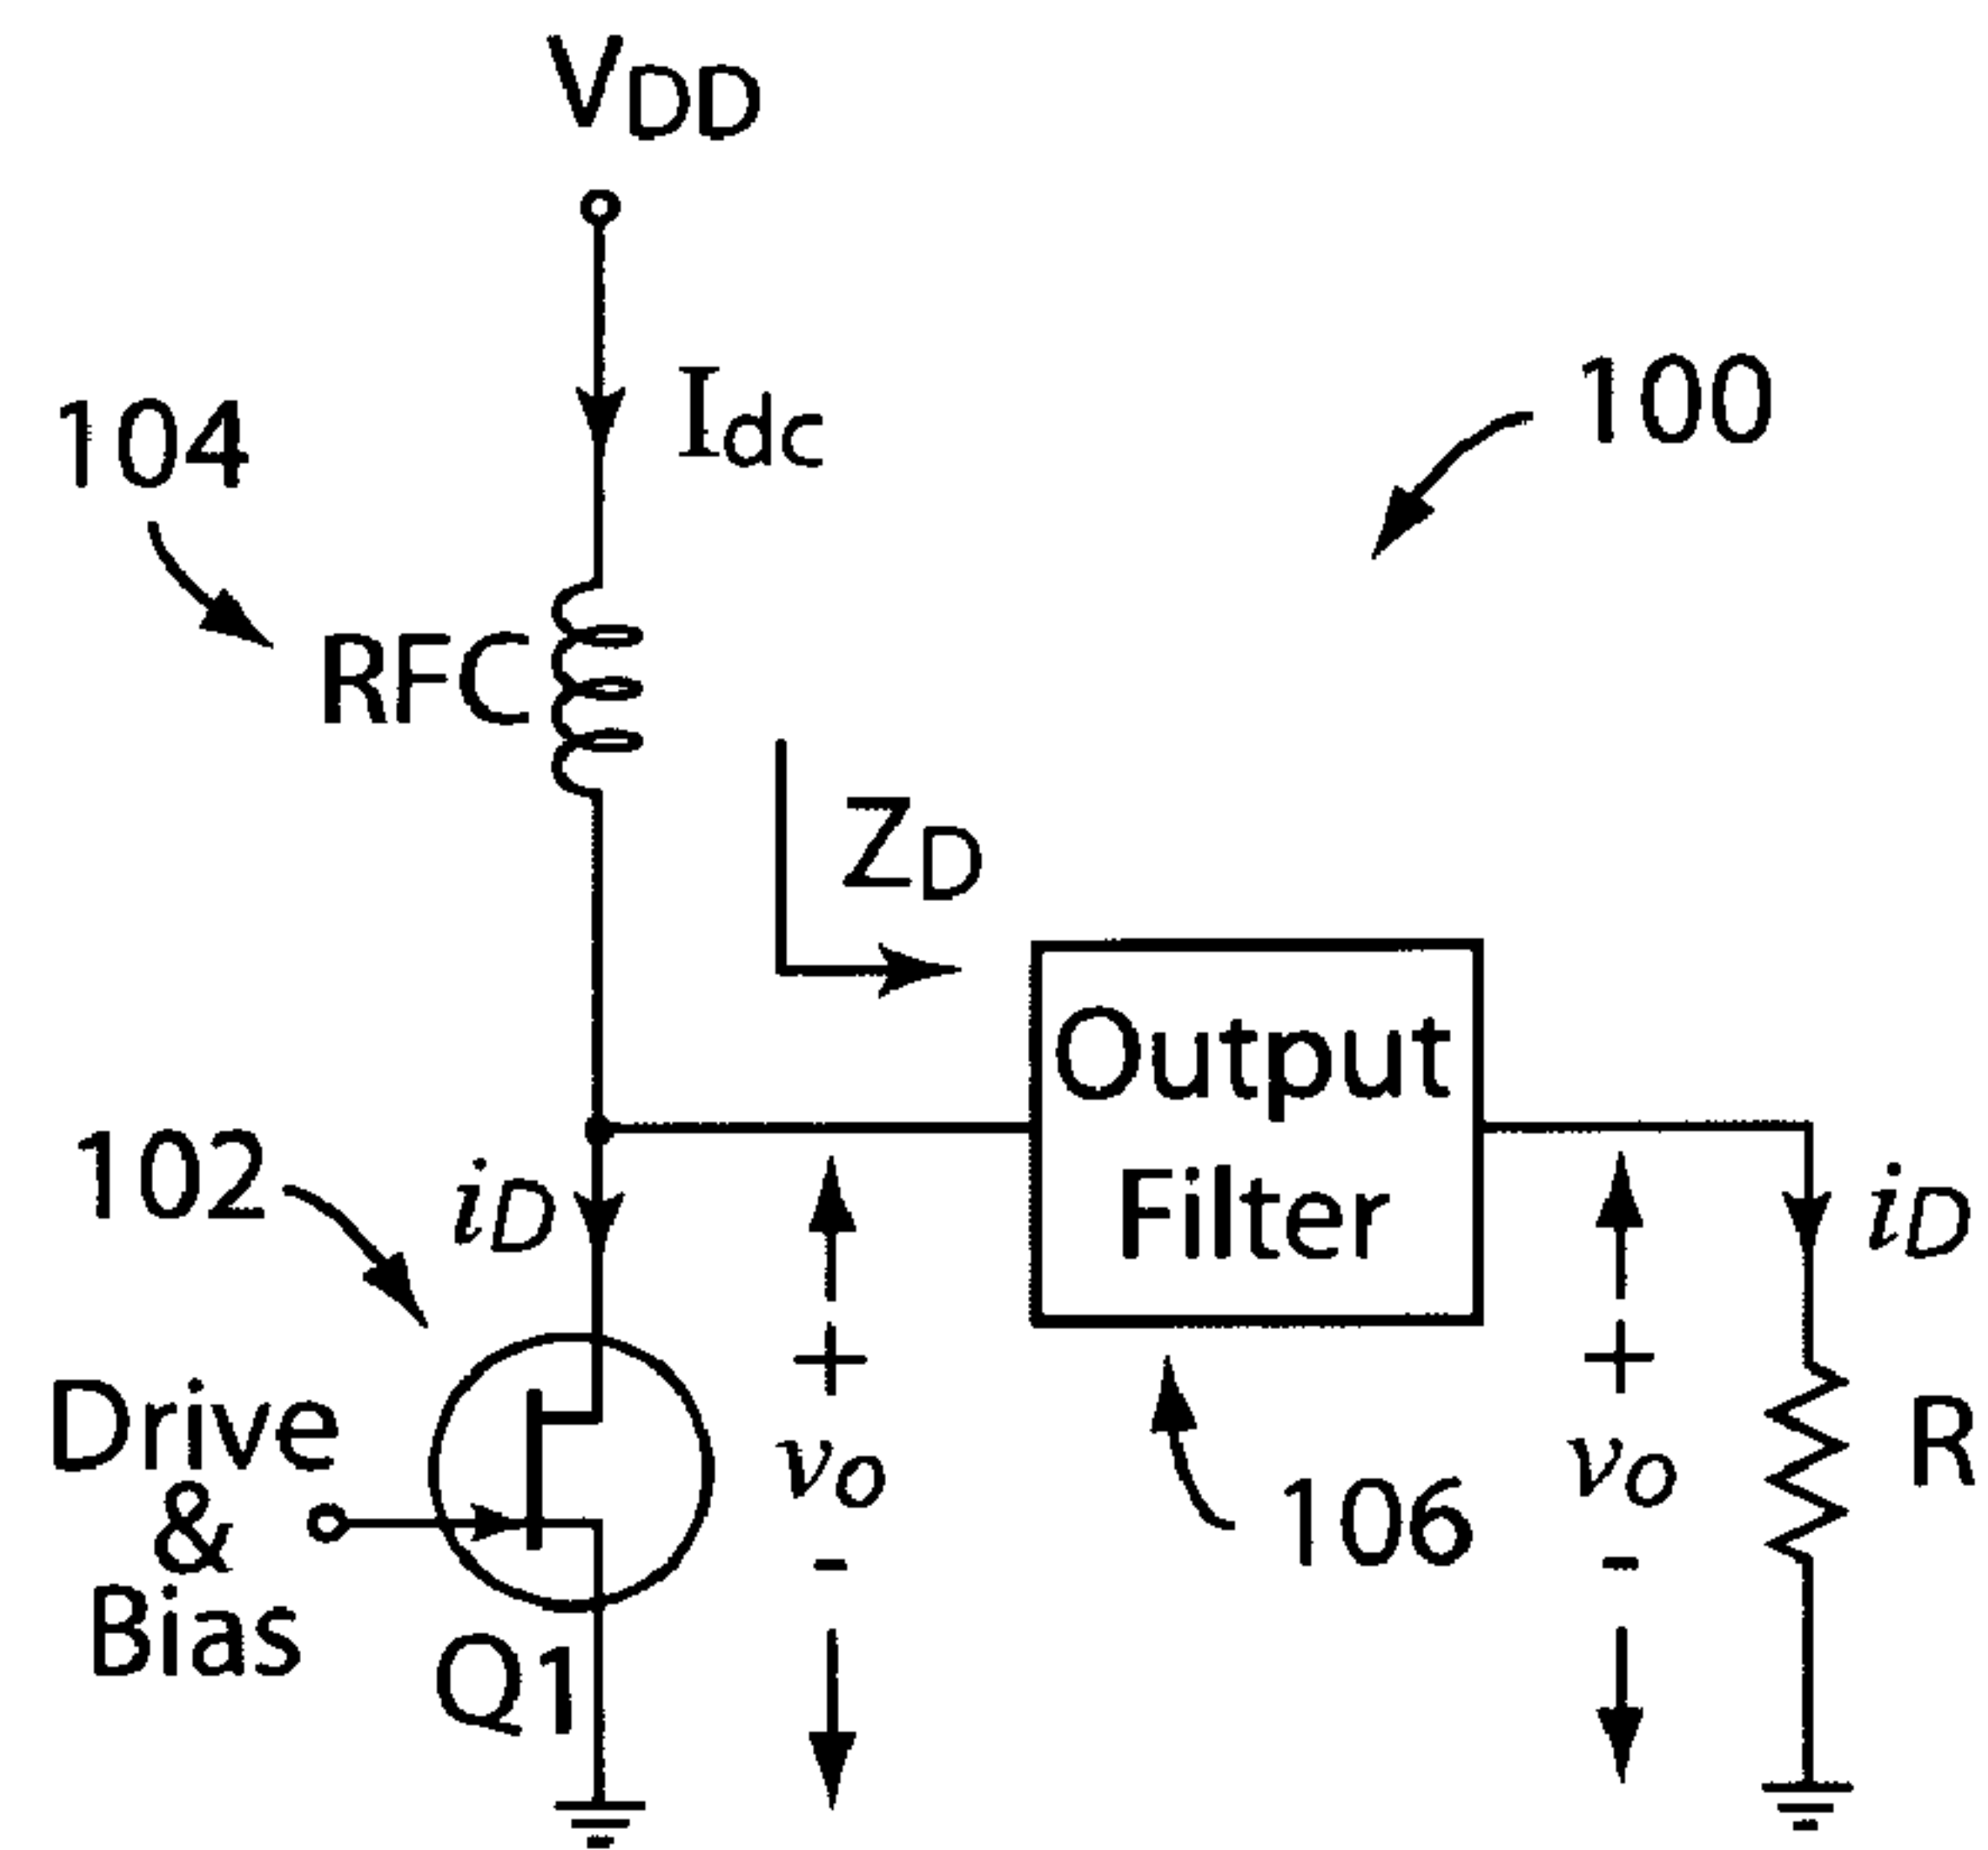 VDD
Idc
100
104
RFC
ZD
Output
Filter
102
iD
iD
+
+
Drive
&
Bias
vO
vO
R
106
-
-
Q1